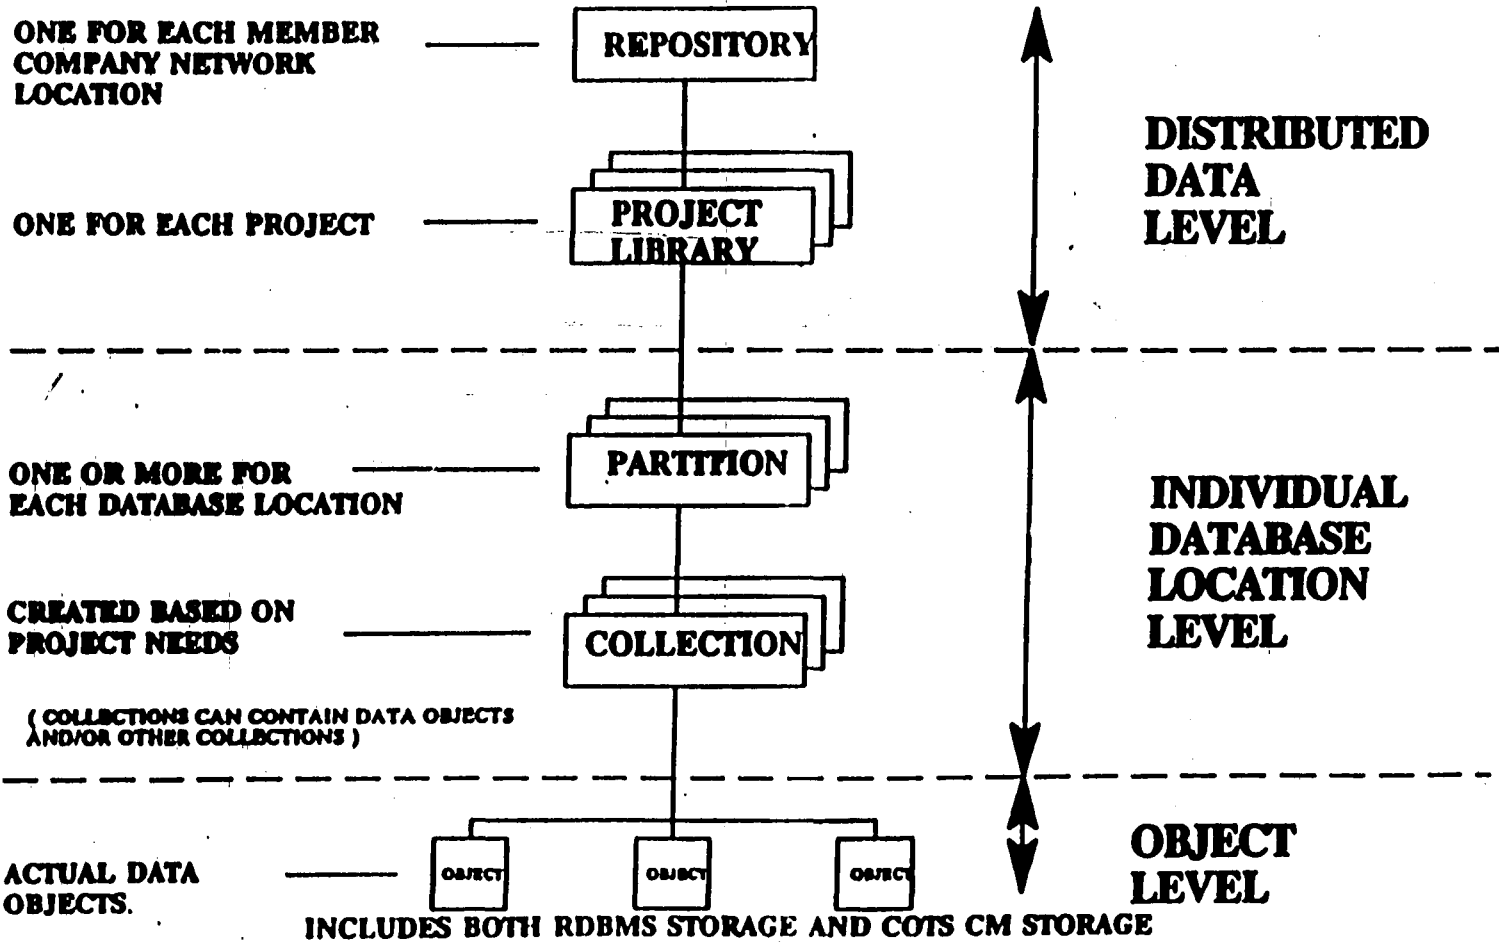 ONE FOR EACH MEMBER
COMPANY NETWORK
LOCATION
REPOSITORY
DISTRIBUTED
DATA
LEVEL
ONE FOR EACH PROJECT
PROJECT
LIBRARY
ONE OR MORE FOR
EACH DATABASE LOCATION
PARTITION
INDIVIDUAL
DATABASE
LOCATION
LEVEL
CREATED BASED ON
PROJECT NEEDS
COLLECTION
( COLLECTIONS CAN CONTAIN DATA OBJECTS
AND/OR OTHER COLLECTIONS )
ACTUAL DATA
OBJECTS.
OBJECT
OBJECT
OBJECT
OBJECT
LEVEL
INCLUDES BOTH RDBMS STORAGE AND COTS CM STORAGE